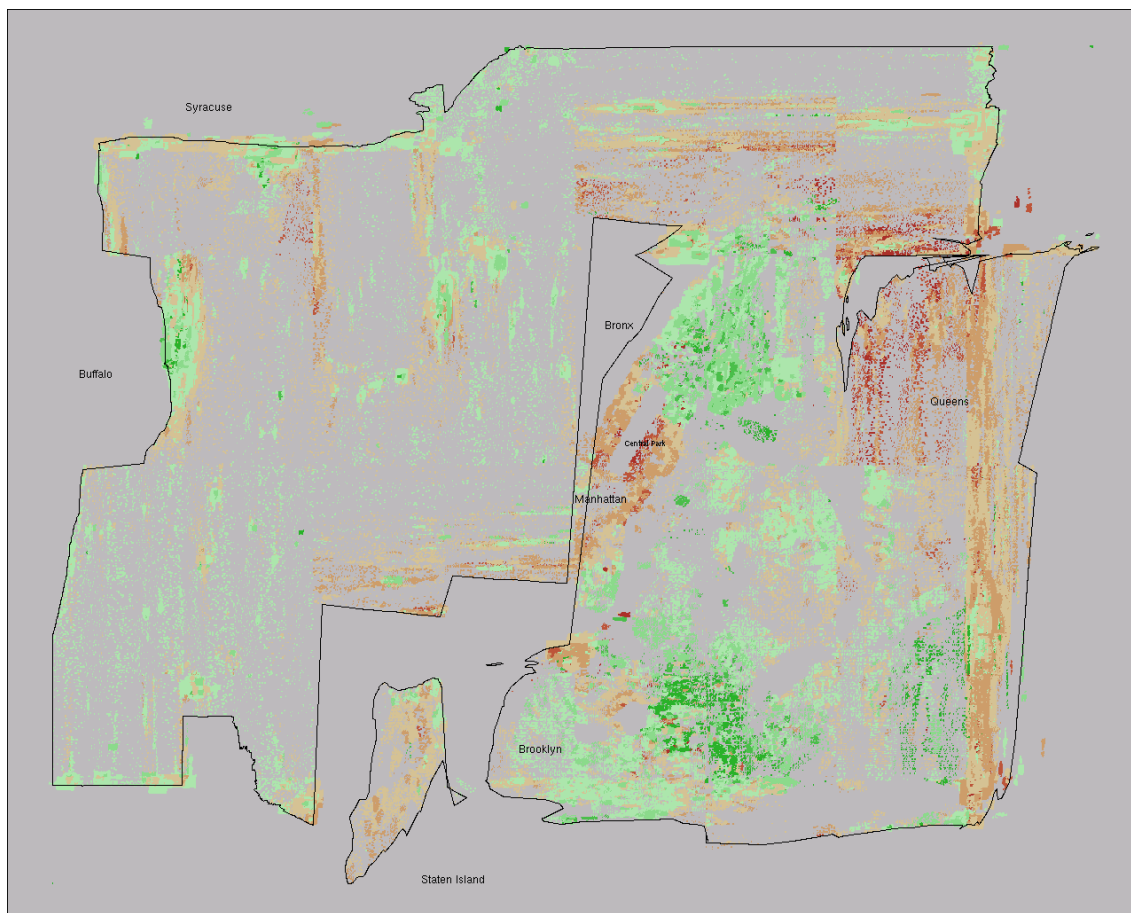 Syracuse
Bronx
Buffalo
Queens
Central Park
Manhattan
Brooklyn
Staten Island